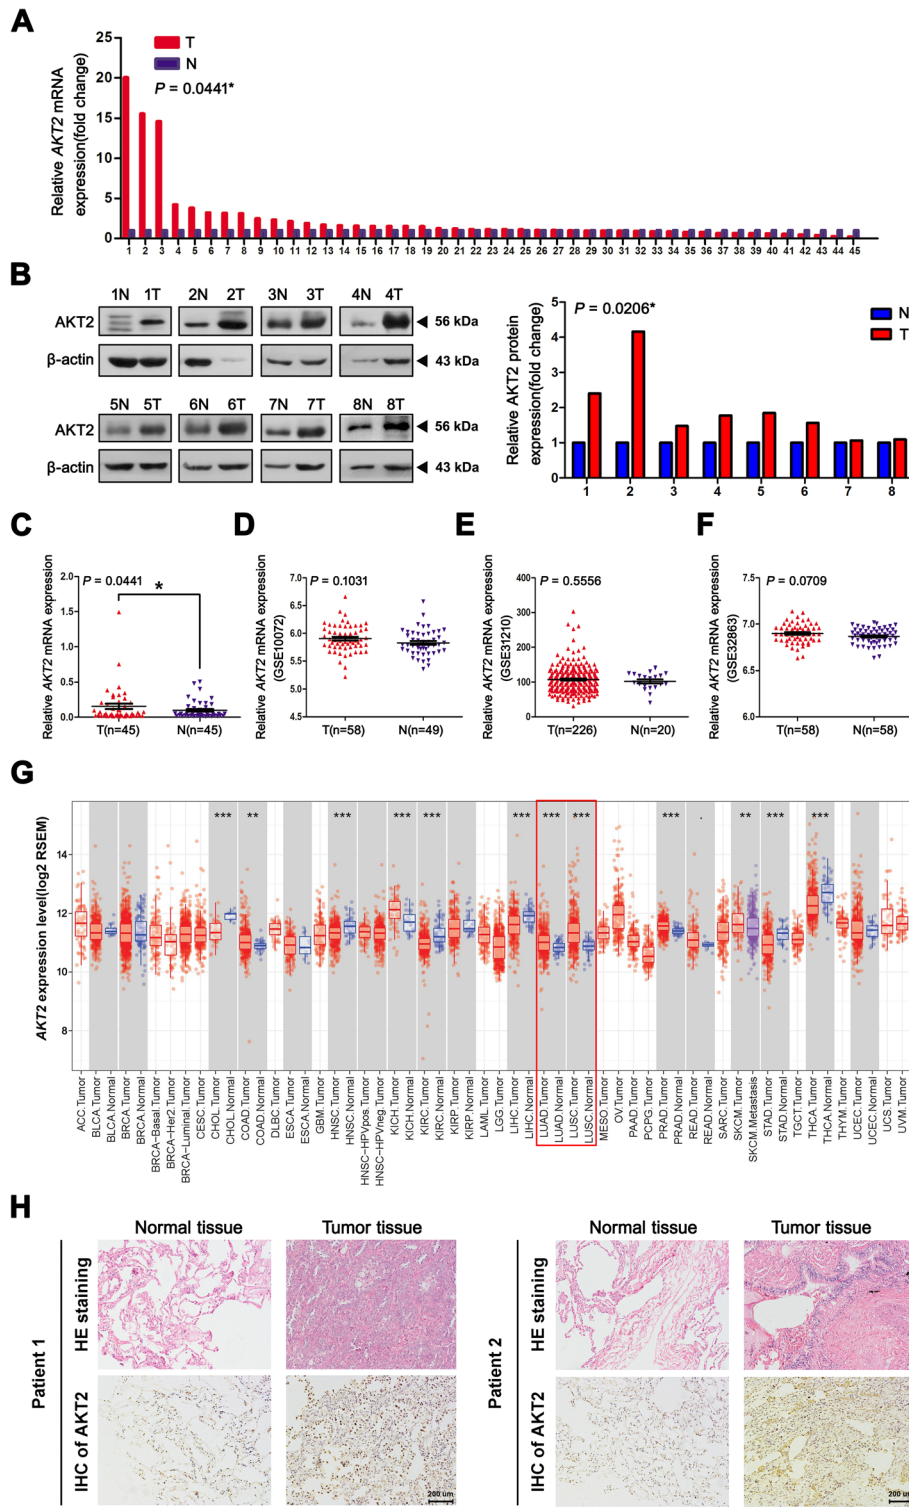 A
Relative AKT2 mRNA
expression(fold change)
25
20
15
10
5
0
T
N
P = 0.0441*
1 2 3 4 5 6 7 8 9 10 11 12 13 14 15 16 17 18 19 20 21 22 23 24 25 26 27 28 29 30 31 32 33 34 35 36 37 38 39 40 41 42 43 44 45
B
1N 1T 2N 2T 3N 3T 4N 4T
AKT2
56 kDa
β-actin
43 kDa
5N 5T 6N 6T 7N 7T 8N 8T
AKT2
56 kDa
β-actin
43 kDa
Relative AKT2 protein
expression(fold change)
5
4
3
2
1
0
P = 0.0206*
N
T
1 2 3 4 5 6 7 8
C
Relative AKT2 mRNA expression
2.0
1.5
1.0
0.5
0.0
P = 0.0441
*
T(n=45) N(n=45)
D
Relative AKT2 mRNA expression
(GSE10072)
7.0
6.5
6.0
5.5
5.0
4.5
P = 0.1031
T(n=58) N(n=49)
E
Relative AKT2 mRNA expression
(GSE31210)
400
300
200
100
0
P = 0.5556
T(n=226) N(n=20)
F
Relative AKT2 mRNA expression
(GSE32863)
7.5
7.0
6.5
6.0
P = 0.0709
T(n=58) N(n=58)
G
AKT2 expression level(log2 RSEM)
14
12
10
8
*** ** *** *** *** *** *** *** *** . ** *** ***
ACC.Tumor
BLCA.Tumor
BLCA.Normal
BRCA.Tumor
BRCA.Normal
BRCA-Basal.Tumor
BRCA-Her2.Tumor
BRCA-Luminal.Tumor
CESC.Tumor
CHOL.Tumor
CHOL.Normal
COAD.Tumor
COAD.Normal
DLBC.Tumor
ESCA.Tumor
ESCA.Normal
GBM.Tumor
HNSC.Tumor
HNSC.Normal
HNSC-HPVpos.Tumor
HNSC-HPVneg.Tumor
KICH.Tumor
KICH.Normal
KIRC.Tumor
KIRC.Normal
KIRP.Tumor
KIRP.Normal
LAML.Tumor
LGG.Tumor
LIHC.Tumor
LIHC.Normal
LUAD.Tumor
LUAD.Normal
LUSC.Tumor
LUSC.Normal
MESO.Tumor
OV.Tumor
PAAD.Tumor
PCPG.Tumor
PRAD.Tumor
PRAD.Normal
READ.Tumor
READ.Normal
SARC.Tumor
SKCM.Tumor
SKCM.Metastasis
STAD.Tumor
STAD.Normal
TGCT.Tumor
THCA.Tumor
THCA.Normal
THYM.Tumor
UCEC.Tumor
UCEC.Normal
UCS.Tumor
UVM.Tumor
H
Normal tissue Tumor tissue
Patient 1
HE staining
IHC of AKT2
200 um
Normal tissue Tumor tissue
Patient 2
HE staining
IHC of AKT2
200 um